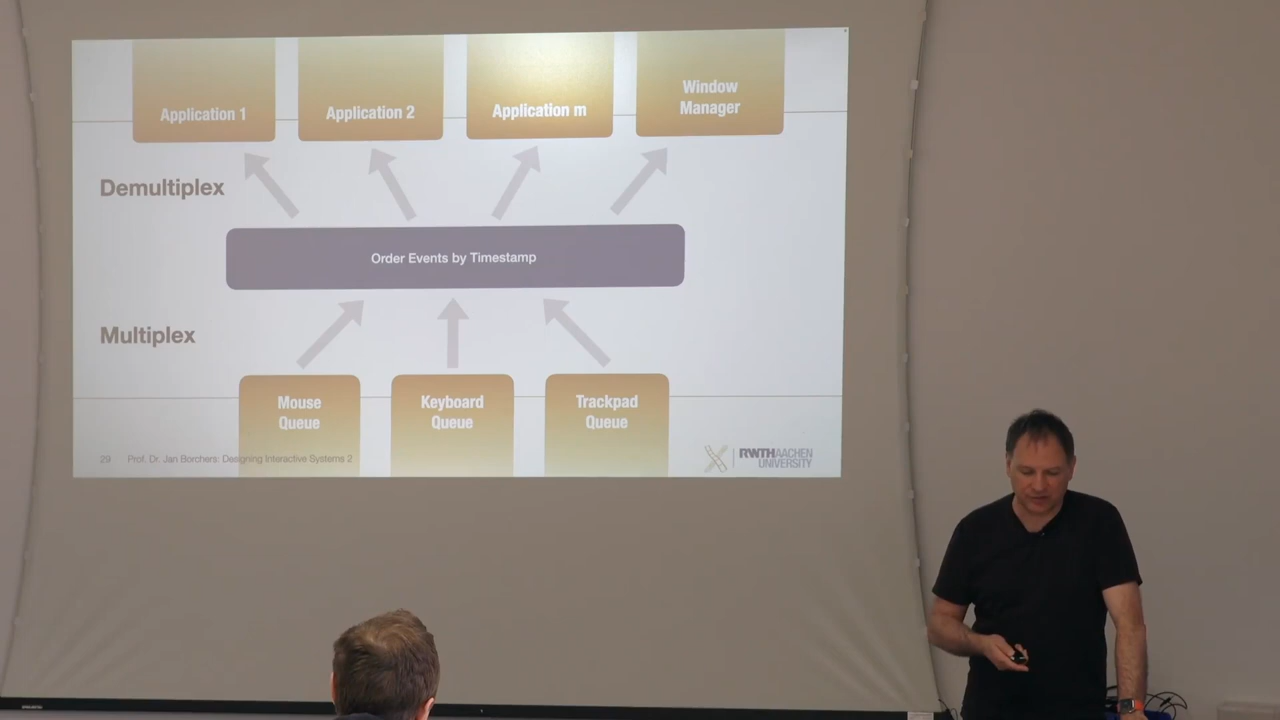 Application 1
Application 2
Application m
Window
Manager
Demultiplex
Order Events by Timestamp
Multiplex
Mouse
Queue
Keyboard
Queue
Trackpad
Queue
29 Prof. Dr. Jan Borchers: Designing Interactive Systems 2
RWTHAACHEN
UNIVERSITY